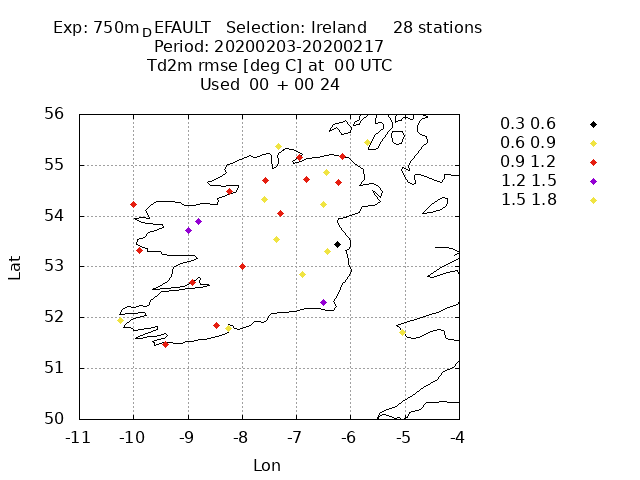 Exp: 750m_DEFAULT Selection: Ireland 28 stations
Period: 20200203-20200217
Td2m rmse [deg C] at 00 UTC
Used 00 + 00 24
0.3 0.6
0.6 0.9
0.9 1.2
1.2 1.5
1.5 1.8
56
55
54
53
52
51
50
Lat
-11 -10 -9 -8 -7 -6 -5 -4
Lon